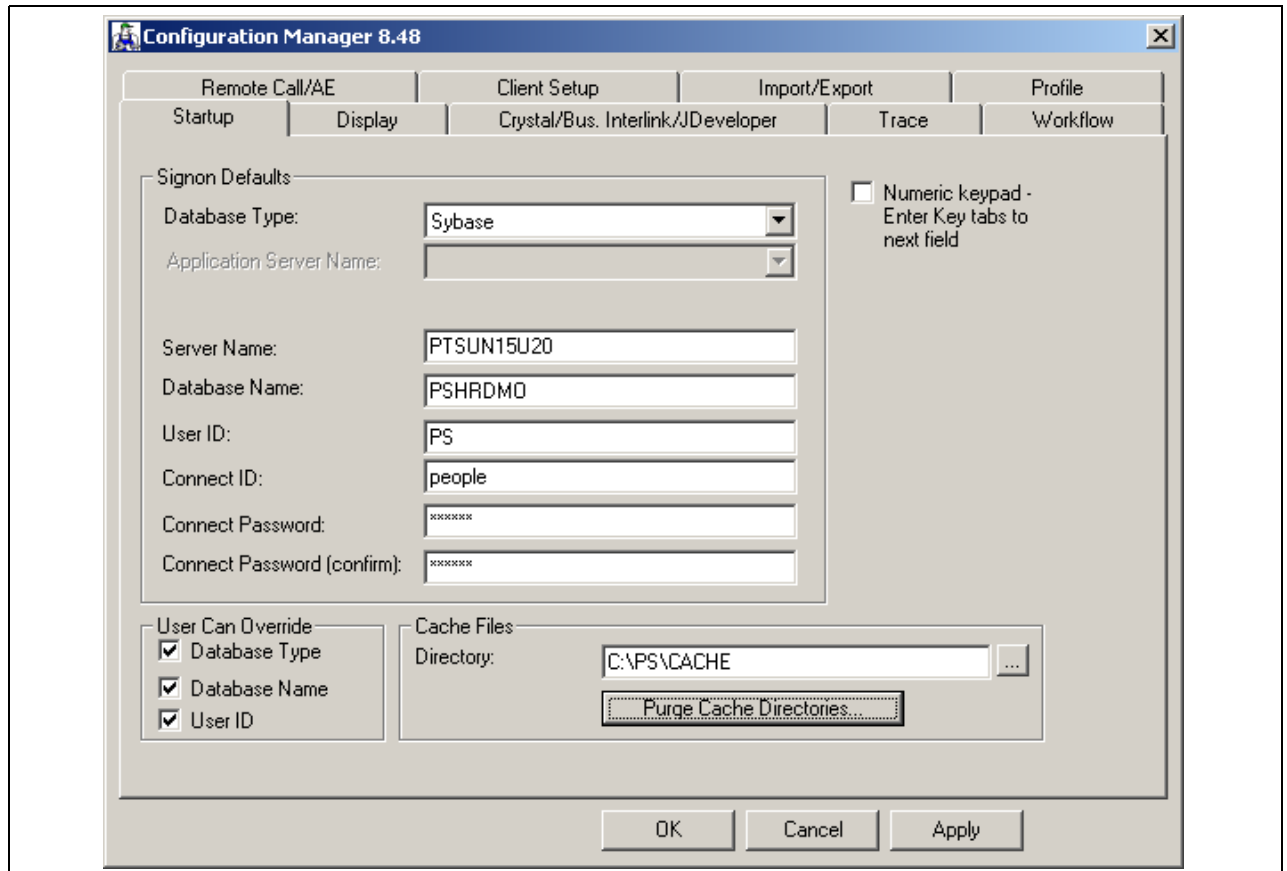 Configuration Manager 8.48
Remote Call/AE Client Setup Import/Export Profile
Startup Display Crystal/Bus. Interlink/JDeveloper Trace Workflow
Signon Defaults
Database Type: Sybase
Application Server Name:
Numeric keypad -
Enter Key tabs to
next field
Server Name: PTSUN15U20
Database Name: PSHRDMO
User ID: PS
Connect ID: people
Connect Password: ******
Connect Password (confirm): ******
User Can Override
Database Type
Database Name
User ID
Cache Files
Directory: C:\PS\CACHE ...
Purge Cache Directories...
OK Cancel Apply